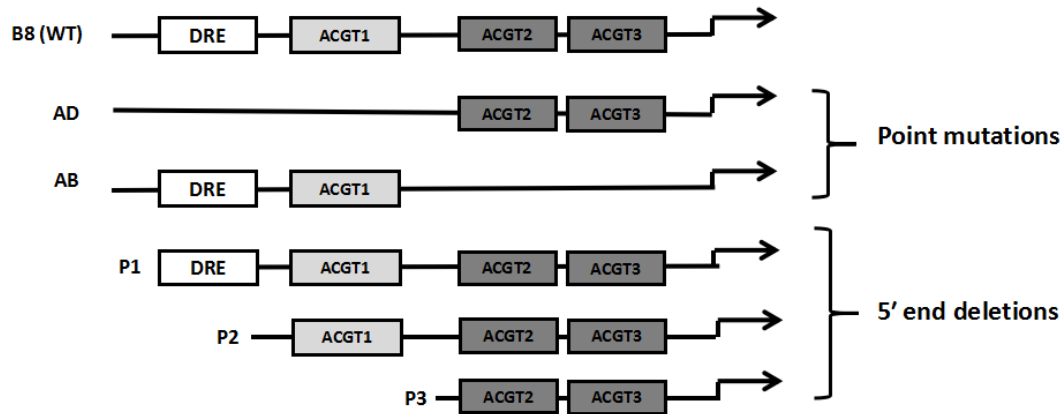 B8 (WT) DRE ACGT1 ACGT2 ACGT3
AD ACGT2 ACGT3
Point mutations
AB DRE ACGT1
P1 DRE ACGT1 ACGT2 ACGT3
5' end deletions
P2 ACGT1 ACGT2 ACGT3
P3 ACGT2 ACGT3